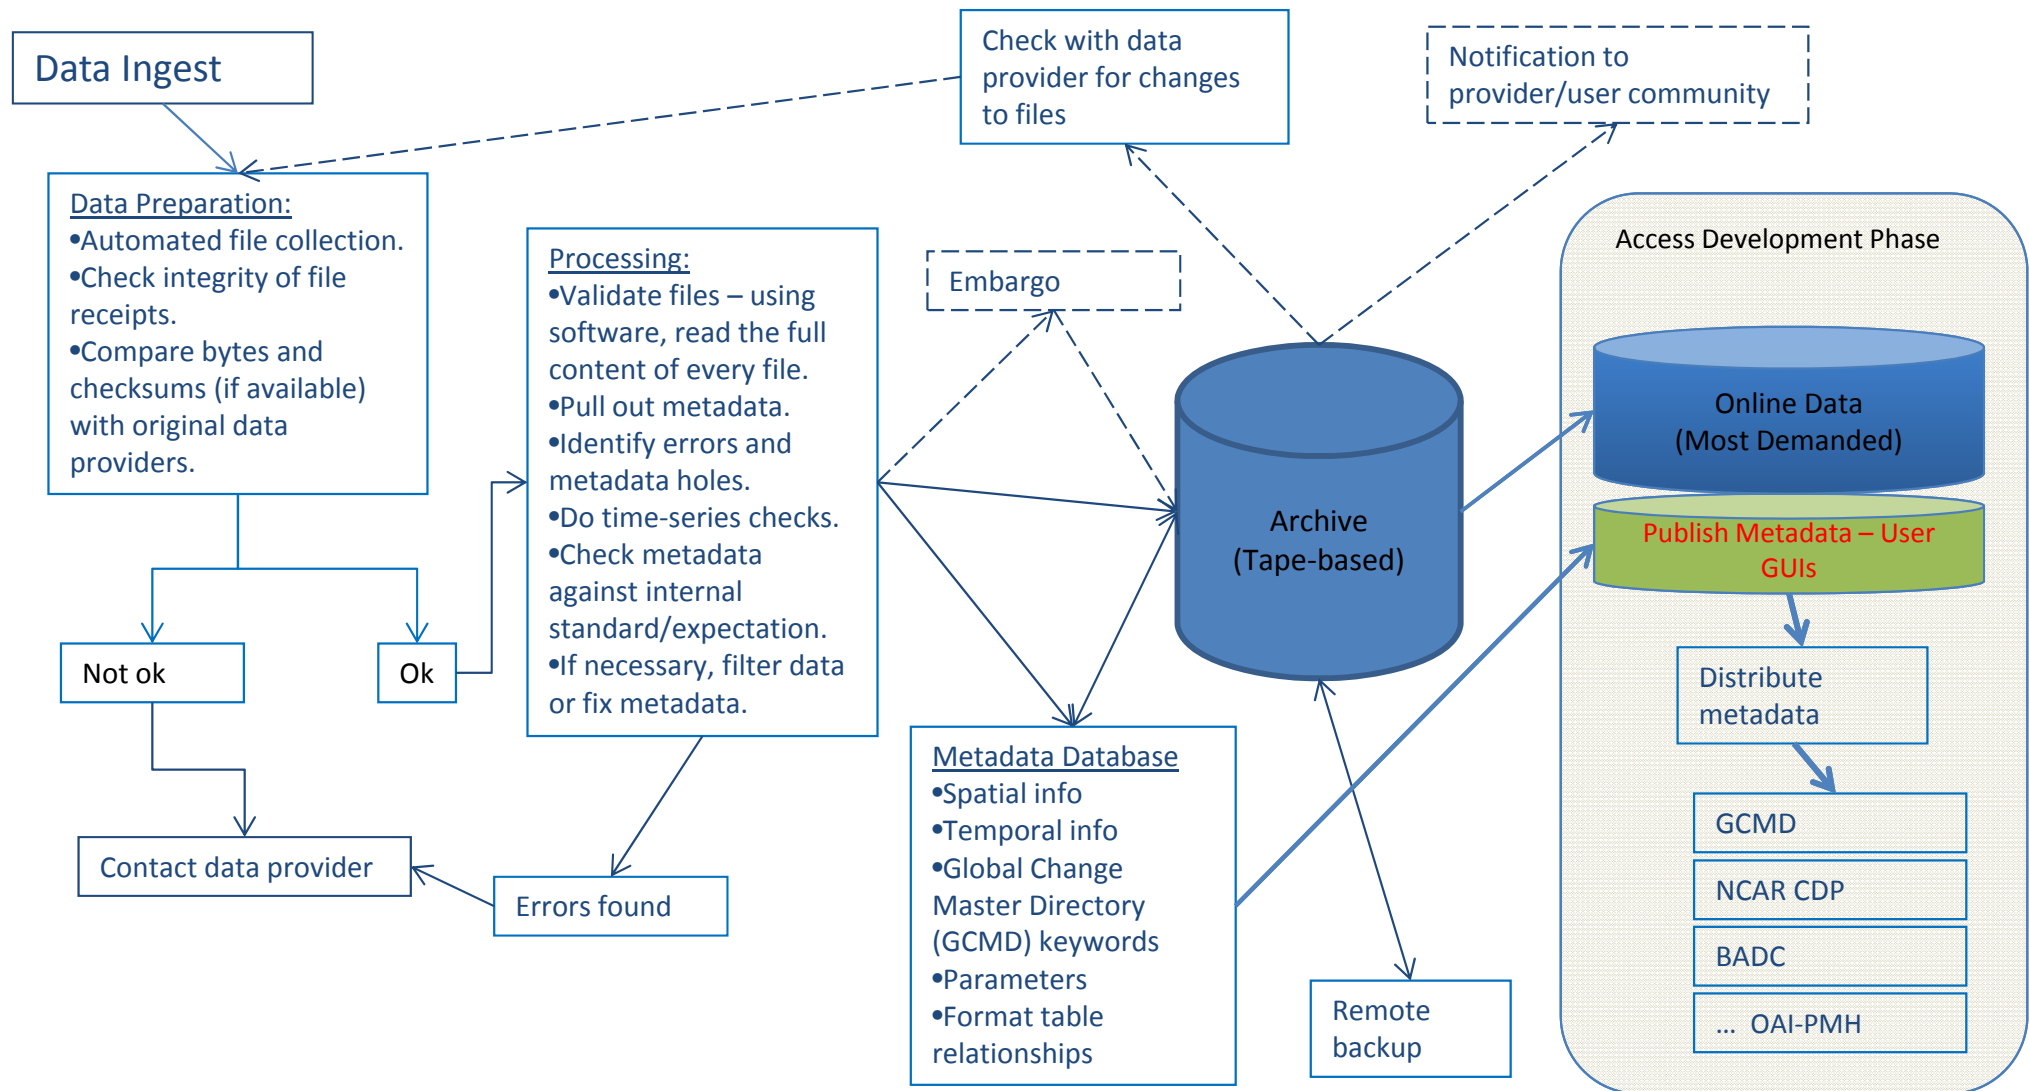 Data Ingest
Check with data
provider for changes
to files
Notification to
provider/user community
Data Preparation:
•Automated file collection.
•Check integrity of file
receipts.
•Compare bytes and
checksums (if available)
with original data
providers.
Not ok
Ok
Contact data provider
Processing:
•Validate files – using
software, read the full
content of every file.
•Pull out metadata.
•Identify errors and
metadata holes.
•Do time-series checks.
•Check metadata
against internal
standard/expectation.
•If necessary, filter data
or fix metadata.
Errors found
Embargo
Archive
(Tape-based)
Metadata Database
•Spatial info
•Temporal info
•Global Change
Master Directory
(GCMD) keywords
•Parameters
•Format table
relationships
Remote
backup
Access Development Phase
Online Data
(Most Demanded)
Publish Metadata – User
GUIs
Distribute
metadata
GCMD
NCAR CDP
BADC
... OAI-PMH